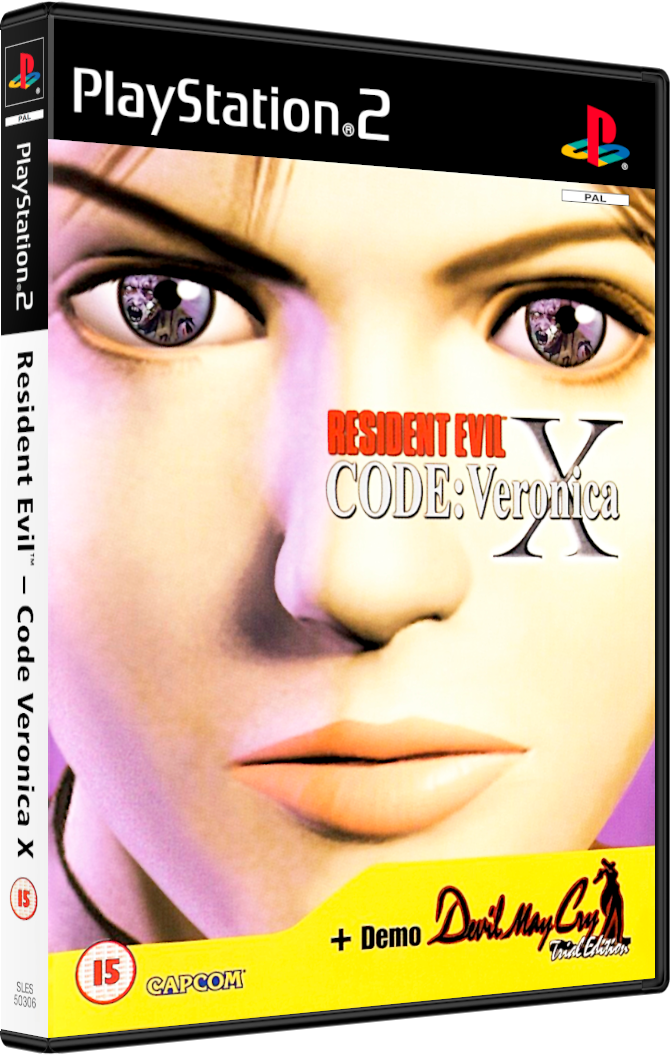 PAL
PlayStation®2
Resident Evil™ – Code Veronica X
15
SLES
50306
PlayStation®2
PAL
RESIDENT EVIL™
CODE: Veronica X
+ Demo Devil May Cry
Trial Edition
15 CAPCOM